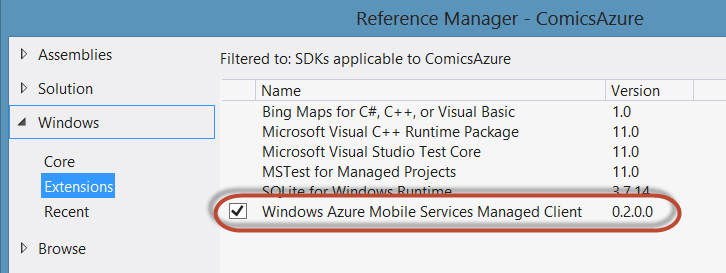 Reference Manager - ComicsAzure
Assemblies
Solution
Windows
Core
Extensions
Recent
Browse
Filtered to: SDKs applicable to ComicsAzure
Name Version
Bing Maps for C#, C++, or Visual Basic 1.0
Microsoft Visual C++ Runtime Package 11.0
Microsoft Visual Studio Test Core 11.0
MSTest for Managed Projects 11.0
SQLite for Windows Runtime 3.7.14
Windows Azure Mobile Services Managed Client 0.2.0.0